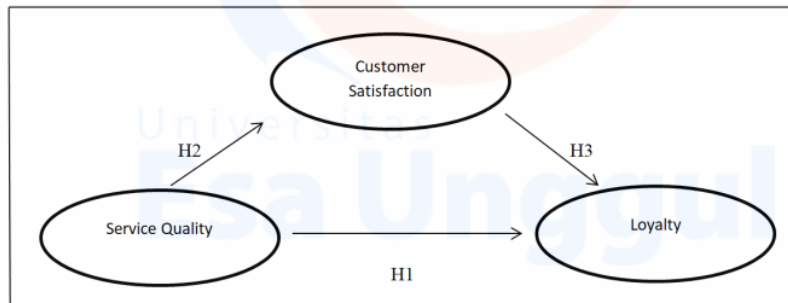 Customer
Satisfaction
Universitas
Esa Unggul
H2
H3
Service Quality
Loyalty
H1